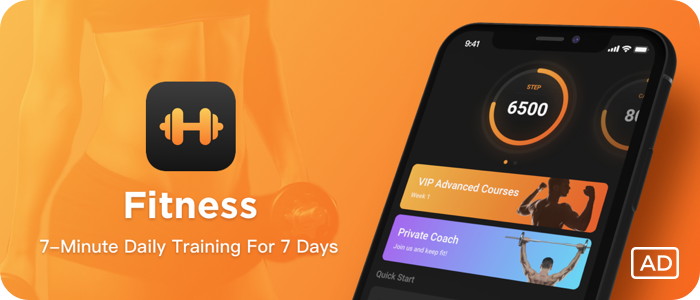 Fitness
7-Minute Daily Training For 7 Days
9:41
STEP
6500
VIP Advanced Courses
Week 1
Private Coach
Join us and keep fit!
Quick Start
AD